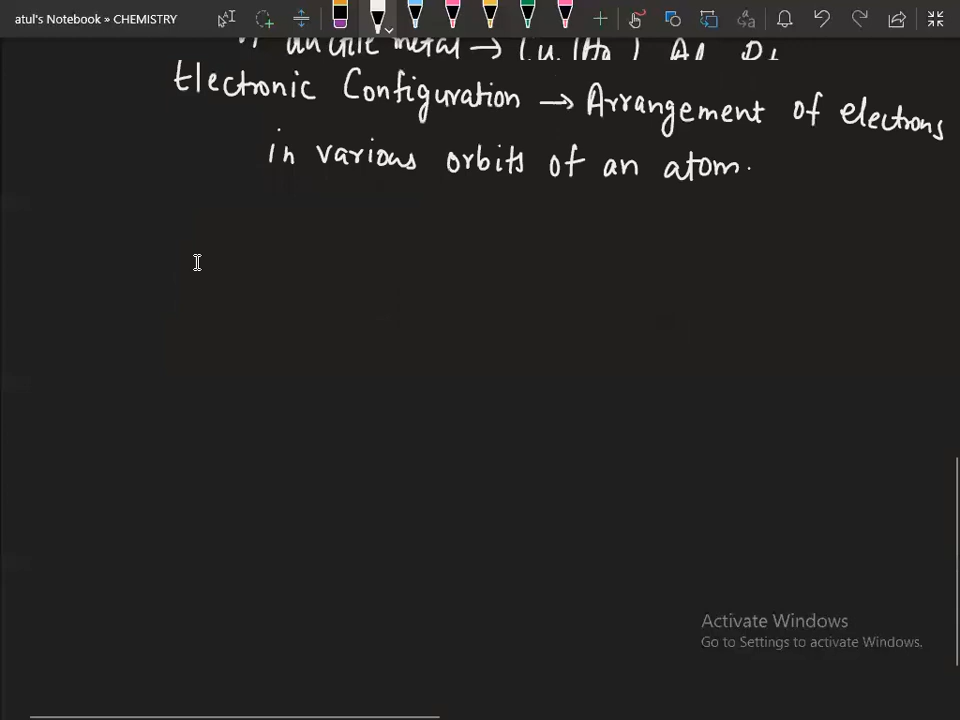 atul's Notebook » CHEMISTRY
metal →
Electronic Configuration → Arrangement of electrons
in various orbits of an atom.
Activate Windows
Go to Settings to activate Windows.